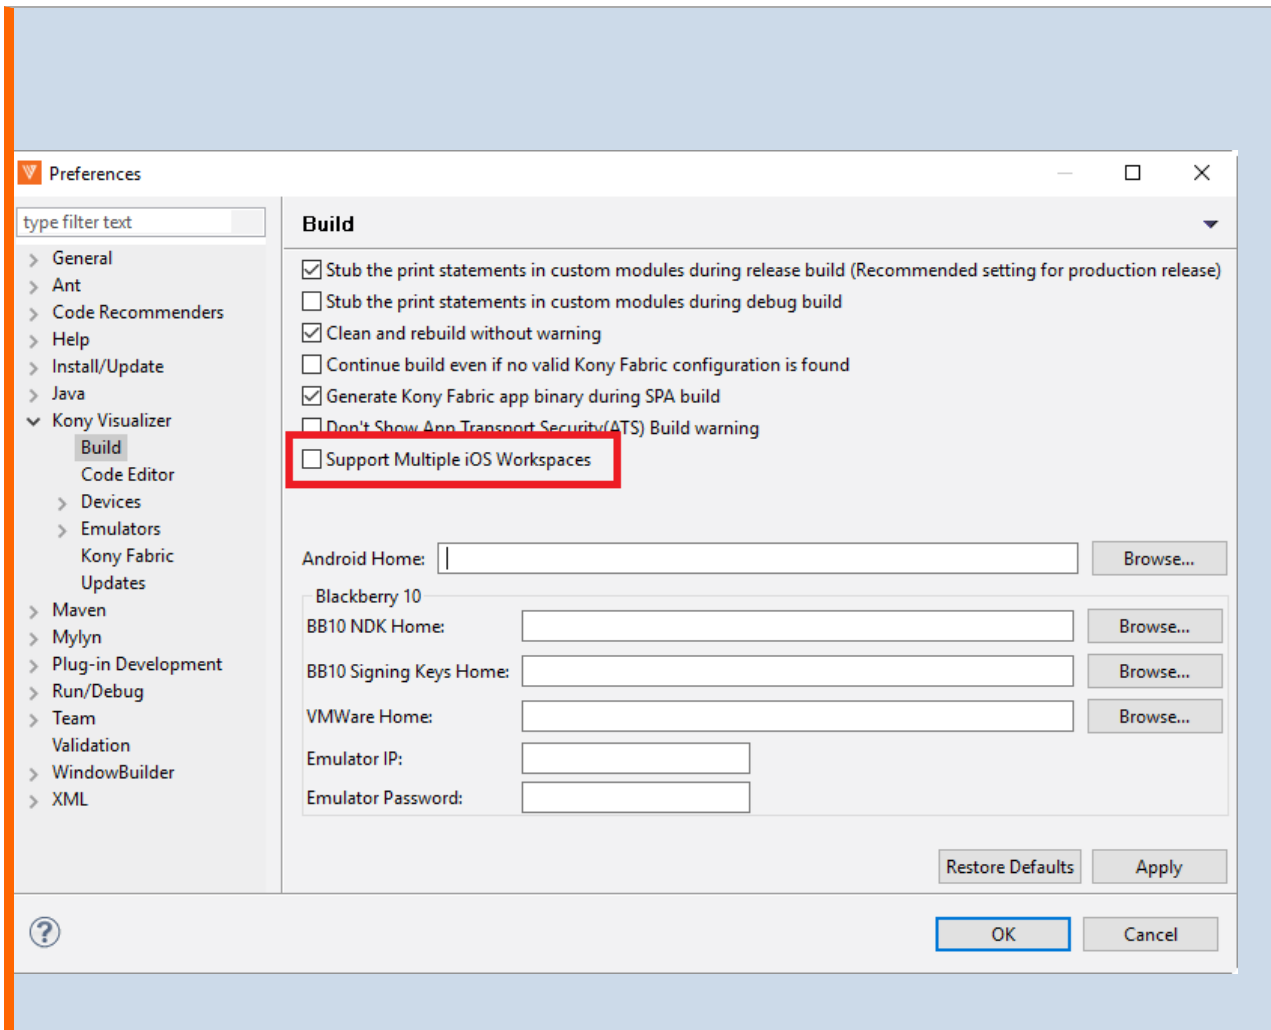 Preferences
type filter text
General
Ant
Code Recommenders
Help
Install/Update
Java
Kony Visualizer
Build
Code Editor
Devices
Emulators
Kony Fabric
Updates
Maven
Mylyn
Plug-in Development
Run/Debug
Team
Validation
WindowBuilder
XML
Build
Stub the print statements in custom modules during release build (Recommended setting for production release)
Stub the print statements in custom modules during debug build
Clean and rebuild without warning
Continue build even if no valid Kony Fabric configuration is found
Generate Kony Fabric app binary during SPA build
Don't Show App Transport Security(ATS) Build warning
Support Multiple iOS Workspaces
Android Home: Browse...
Blackberry 10
BB10 NDK Home: Browse...
BB10 Signing Keys Home: Browse...
VMWare Home: Browse...
Emulator IP:
Emulator Password:
Restore Defaults Apply
? OK Cancel